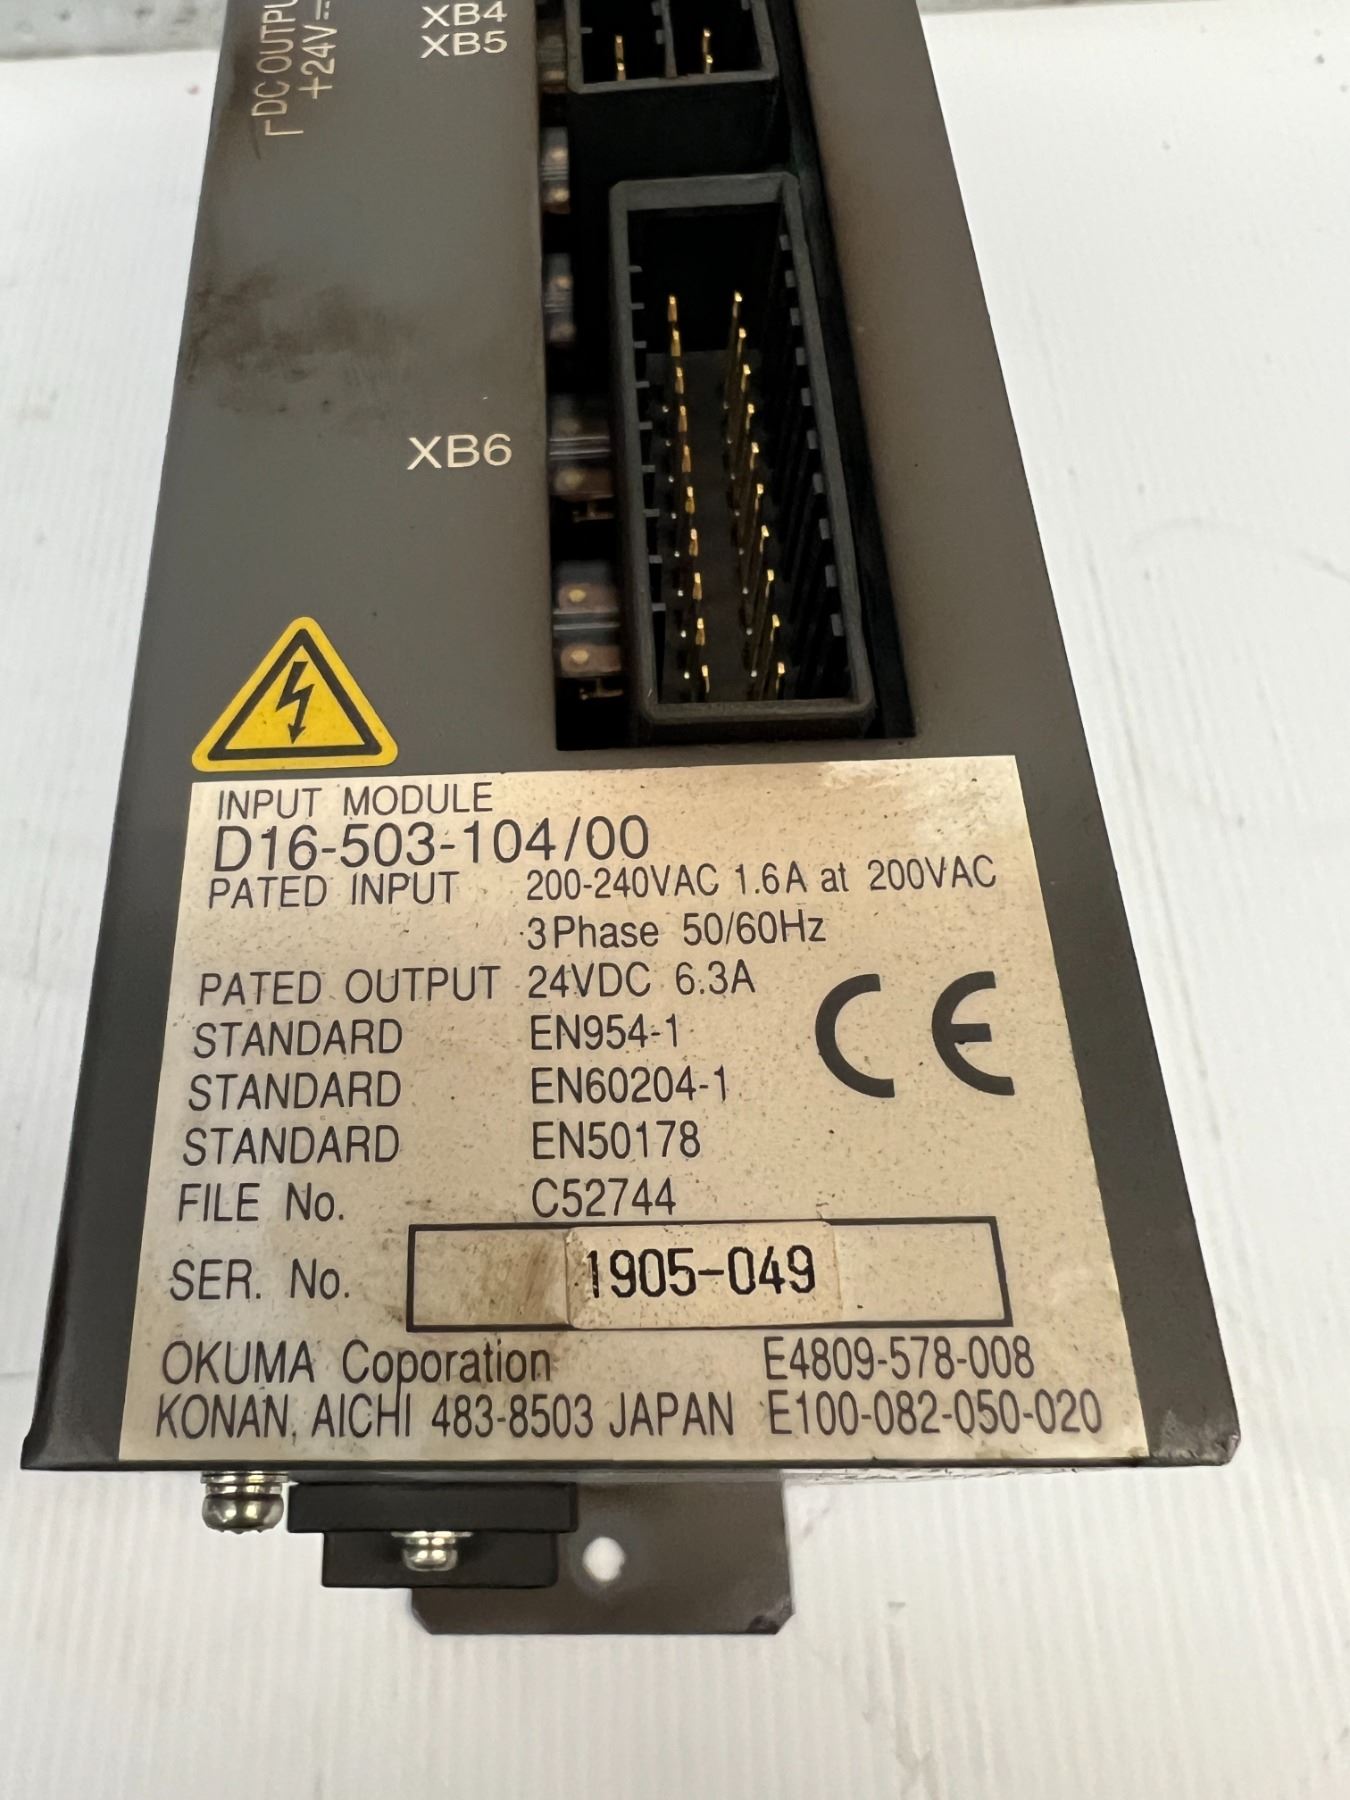 DC OUTPU
+24V
XB4
XB5
XB6
INPUT MODULE
D16-503-104/00
PATED INPUT 200-240VAC 1.6A at 200VAC
3Phase 50/60Hz
PATED OUTPUT 24VDC 6.3A
STANDARD EN954-1
STANDARD EN60204-1
STANDARD EN50178
FILE No. C52744
CE
SER. No. 1905-049
OKUMA Coporation E4809-578-008
KONAN, AICHI 483-8503 JAPAN E100-082-050-020